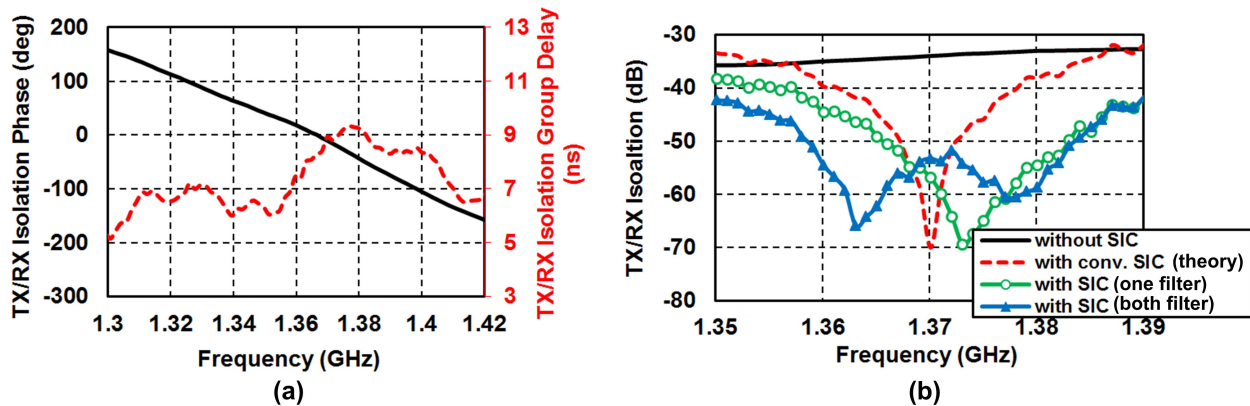 TX/RX Isolation Phase (deg)
200
100
0
-100
-200
-300
13
11
9
7
5
3
TX/RX Isolation Group Delay
(ns)
1.3
1.32
1.34
1.36
1.38
1.4
1.42
Frequency (GHz)
(a)
TX/RX Isoation (dB)
-30
-40
-50
-60
-70
-80
without SIC
with conv. SIC (theory)
with SIC (one filter)
with SIC (both filter)
1.35
1.36
1.37
1.38
1.39
Frequency (GHz)
(b)